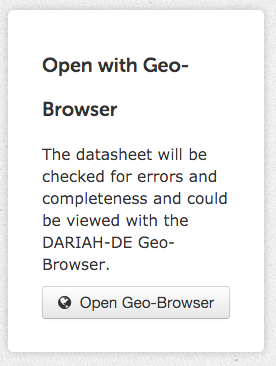 Open with Geo-
Browser
The datasheet will be
checked for errors and
completeness and could
be viewed with the
DARIAH-DE Geo-
Browser.
Open Geo-Browser